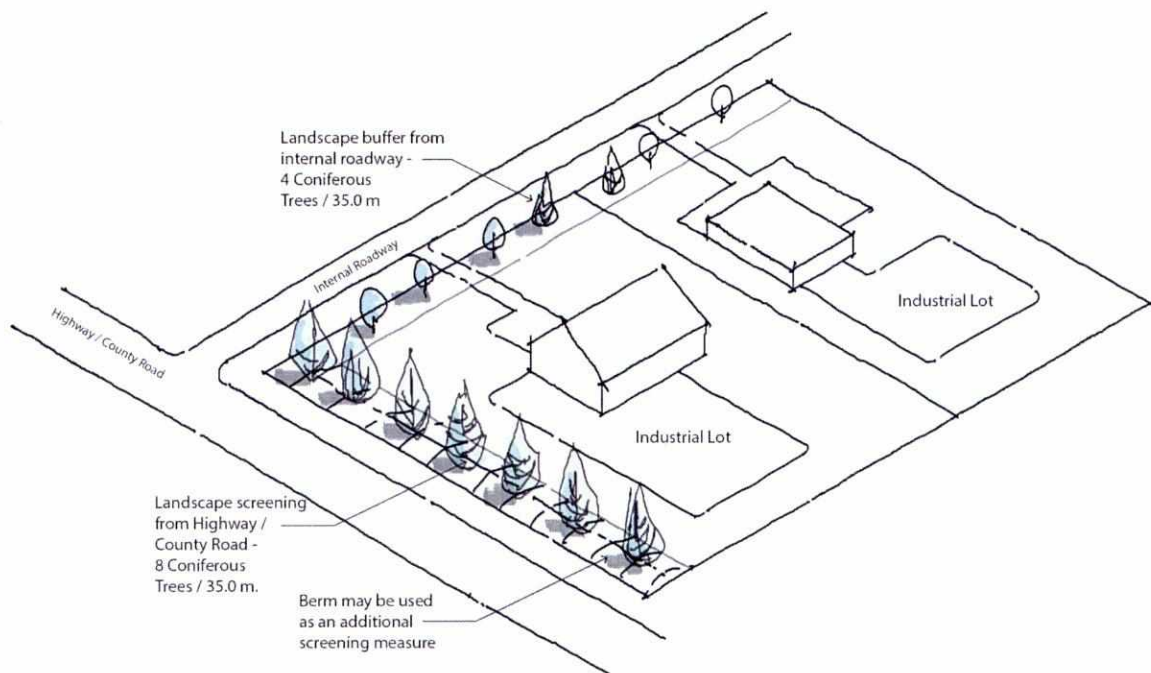 Landscape buffer from
internal roadway -
4 Coniferous
Trees / 35.0 m
Internal Roadway
Highway / County Road
Industrial Lot
Industrial Lot
Landscape screening
from Highway /
County Road -
8 Coniferous
Trees / 35.0 m.
Berm may be used
as an additional
screening measure